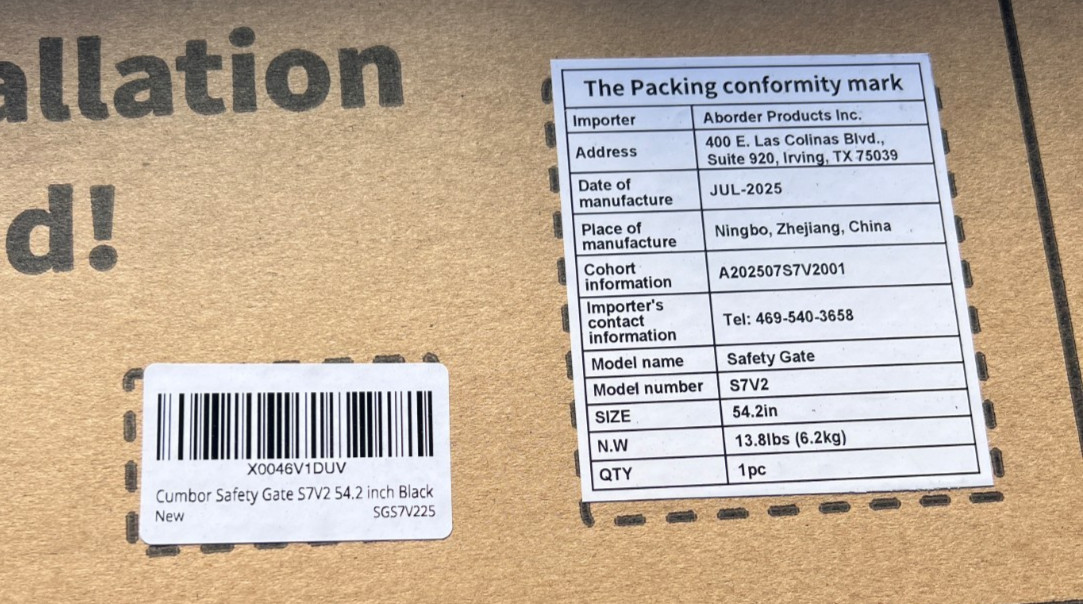 allation
d!
The Packing conformity mark
Importer Aborder Products Inc.
Address 400 E. Las Colinas Blvd.,
Suite 920, Irving, TX 75039
Date of
manufacture JUL-2025
Place of
manufacture Ningbo, Zhejiang, China
Cohort
information A202507S7V2001
Importer's
contact
information Tel: 469-540-3658
Model name Safety Gate
Model number S7V2
SIZE 54.2in
N.W 13.8lbs (6.2kg)
QTY 1pc
X0046V1DUV
Cumbor Safety Gate S7V2 54.2 inch Black
New SGS7V225